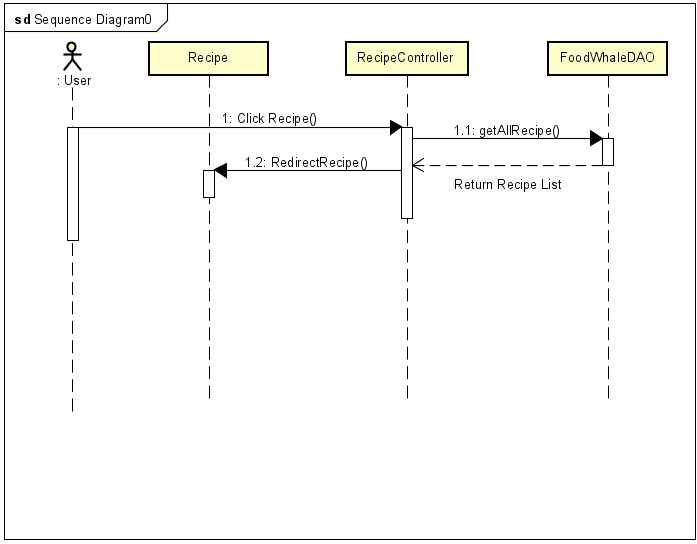 sd Sequence Diagram0
: User
Recipe
RecipeController
FoodWhaleDAO
1: Click Recipe()
1.1: getAllRecipe()
1.2: RedirectRecipe()
Return Recipe List